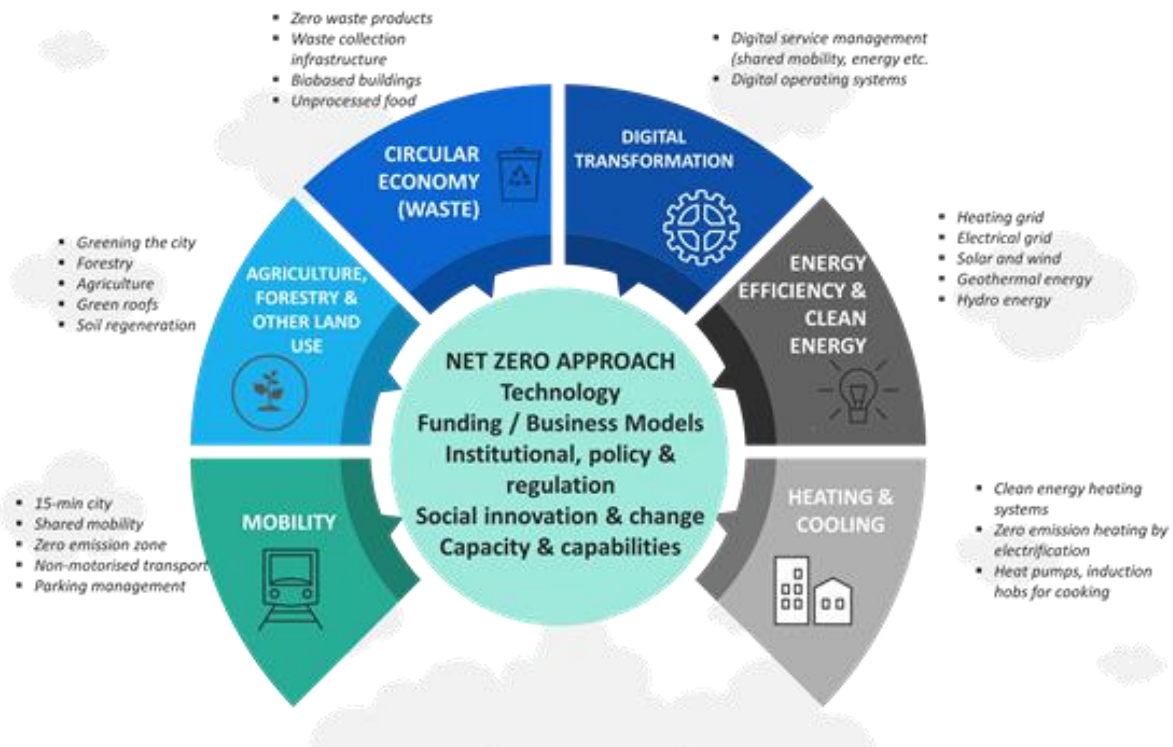 ▪ Zero waste products
▪ Waste collection
infrastructure
▪ Biobased buildings
▪ Unprocessed food
▪ Digital service management
(shared mobility, energy etc.
▪ Digital operating systems
CIRCULAR
ECONOMY
(WASTE)
DIGITAL
TRANSFORMATION
▪ Greening the city
▪ Forestry
▪ Agriculture
▪ Green roofs
▪ Soil regeneration
AGRICULTURE,
FORESTRY &
OTHER LAND
USE
ENERGY
EFFICIENCY &
CLEAN
ENERGY
▪ Heating grid
▪ Electrical grid
▪ Solar and wind
▪ Geothermal energy
▪ Hydro energy
NET ZERO APPROACH
Technology
Funding / Business Models
Institutional, policy &
regulation
Social innovation & change
Capacity & capabilities
▪ 15-min city
▪ Shared mobility
▪ Zero emission zone
▪ Non-motorised transport
▪ Parking management
MOBILITY
HEATING &
COOLING
▪ Clean energy heating
systems
▪ Zero emission heating by
electrification
▪ Heat pumps, induction
hobs for cooking